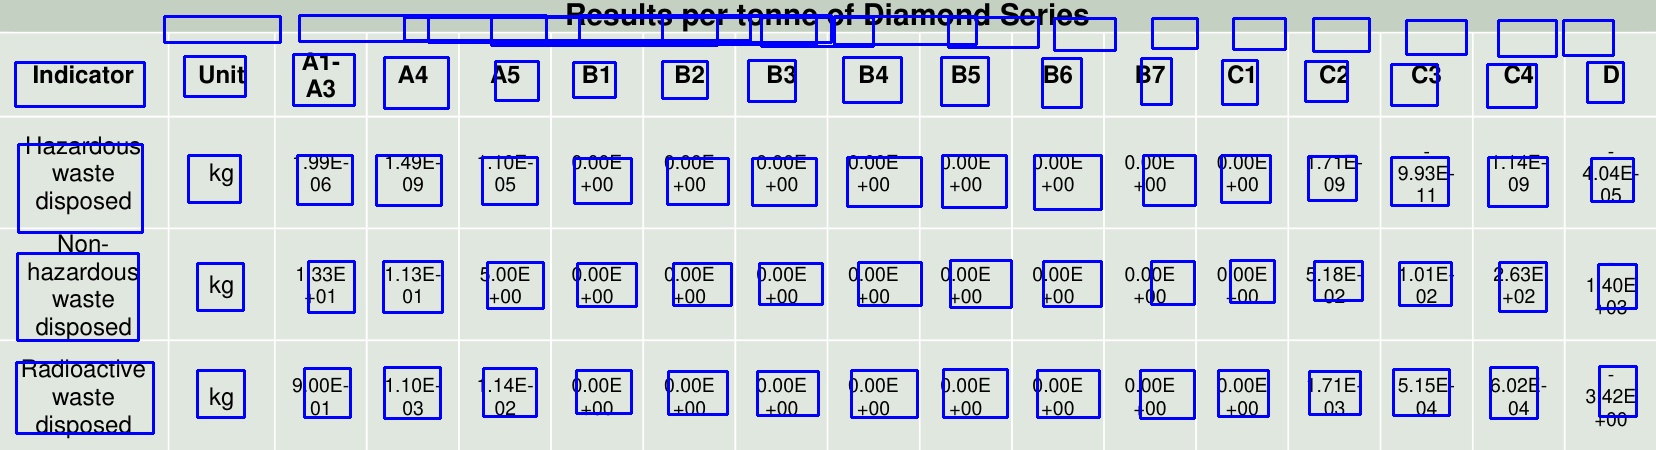 Results per tonne of Diamond Series
Indicator Unit A1-A3 A4 A5 B1 B2 B3 B4 B5 B6 B7 C1 C2 C3 C4 D
Hazardous waste disposed kg 1.99E-06 1.49E-09 1.10E-05 0.00E+00 0.00E+00 0.00E+00 0.00E+00 0.00E+00 0.00E+00 0.00E+00 0.00E+00 1.71E-09 -9.93E-11 1.14E-09 -4.04E-05
Non-hazardous waste disposed kg 1.33E+01 1.13E-01 5.00E+00 0.00E+00 0.00E+00 0.00E+00 0.00E+00 0.00E+00 0.00E+00 0.00E+00 0.00E+00 5.18E-02 1.01E-02 2.63E+02 1.40E+03
Radioactive waste disposed kg 9.00E-01 1.10E-03 1.14E-02 0.00E+00 0.00E+00 0.00E+00 0.00E+00 0.00E+00 0.00E+00 0.00E+00 0.00E+00 1.71E-03 5.15E-04 6.02E-04 -3.42E+00